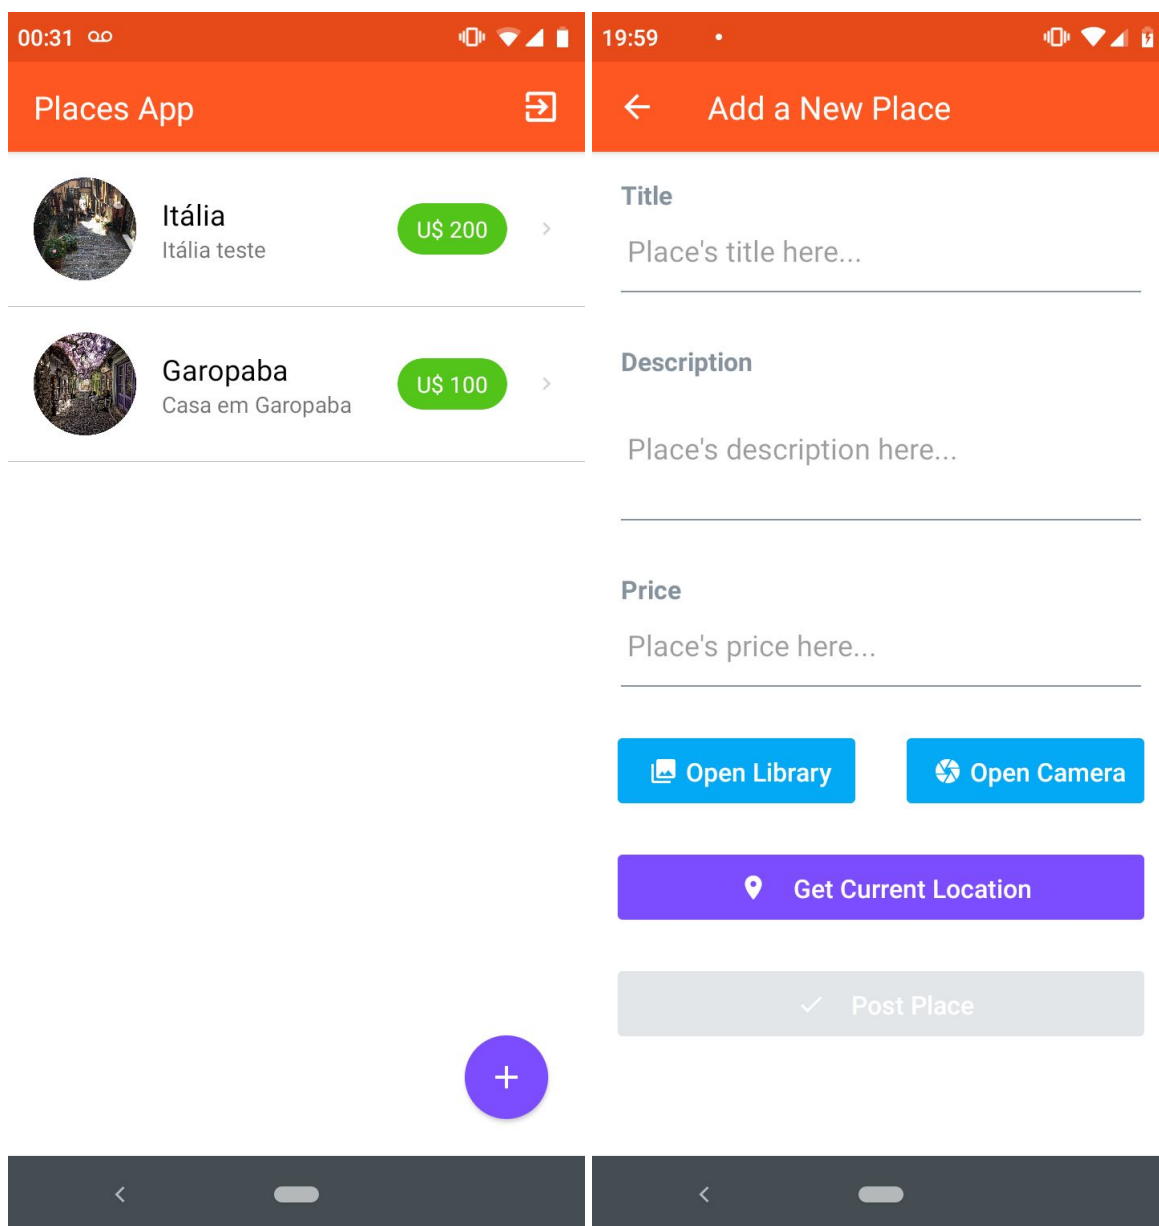 00:31
Places App
Itália
Itália teste
U$ 200
Garopaba
Casa em Garopaba
U$ 100
19:59
Add a New Place
Title
Place's title here...
Description
Place's description here...
Price
Place's price here...
Open Library
Open Camera
Get Current Location
Post Place